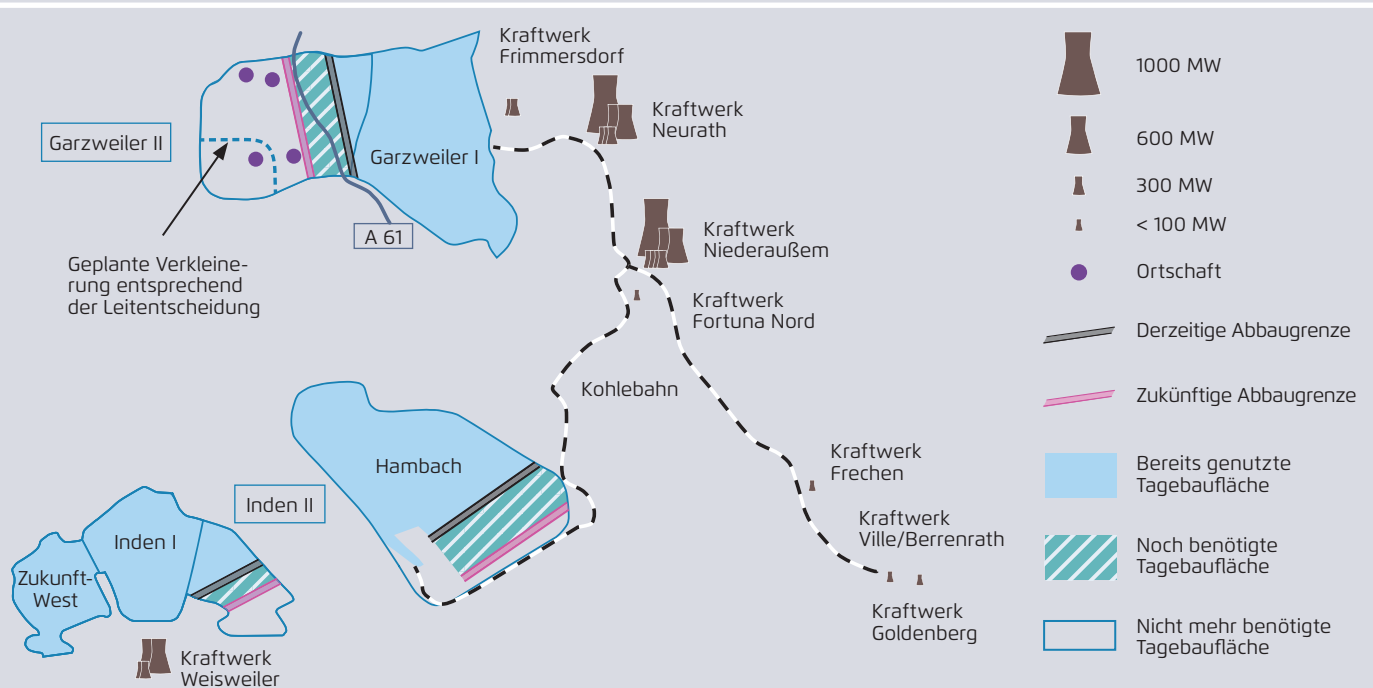 Kraftwerk
Frimmersdorf
Kraftwerk
Neurath
Garzweiler II
Garzweiler I
A 61
Geplante Verkleine-
rung entsprechend
der Leitentscheidung
Kraftwerk
Niederaußem
Kraftwerk
Fortuna Nord
Kohlebahn
Hambach
Inden II
Inden I
Zukunft-
West
Kraftwerk
Weisweiler
Kraftwerk
Frechen
Kraftwerk
Ville/Berrenrath
Kraftwerk
Goldenberg
1000 MW
600 MW
300 MW
< 100 MW
Ortschaft
Derzeitige Abbaugrenze
Zukünftige Abbaugrenze
Bereits genutzte
Tagebaufläche
Noch benötigte
Tagebaufläche
Nicht mehr benötigte
Tagebaufläche